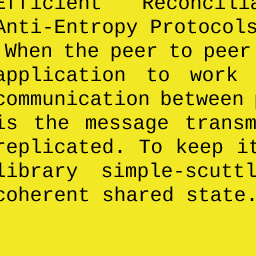 Efficient Reconcilia
Anti-Entropy Protocols
When the peer to peer
application to work
communication between
is the message transm
replicated. To keep it
library simple-scuttl
coherent shared state.